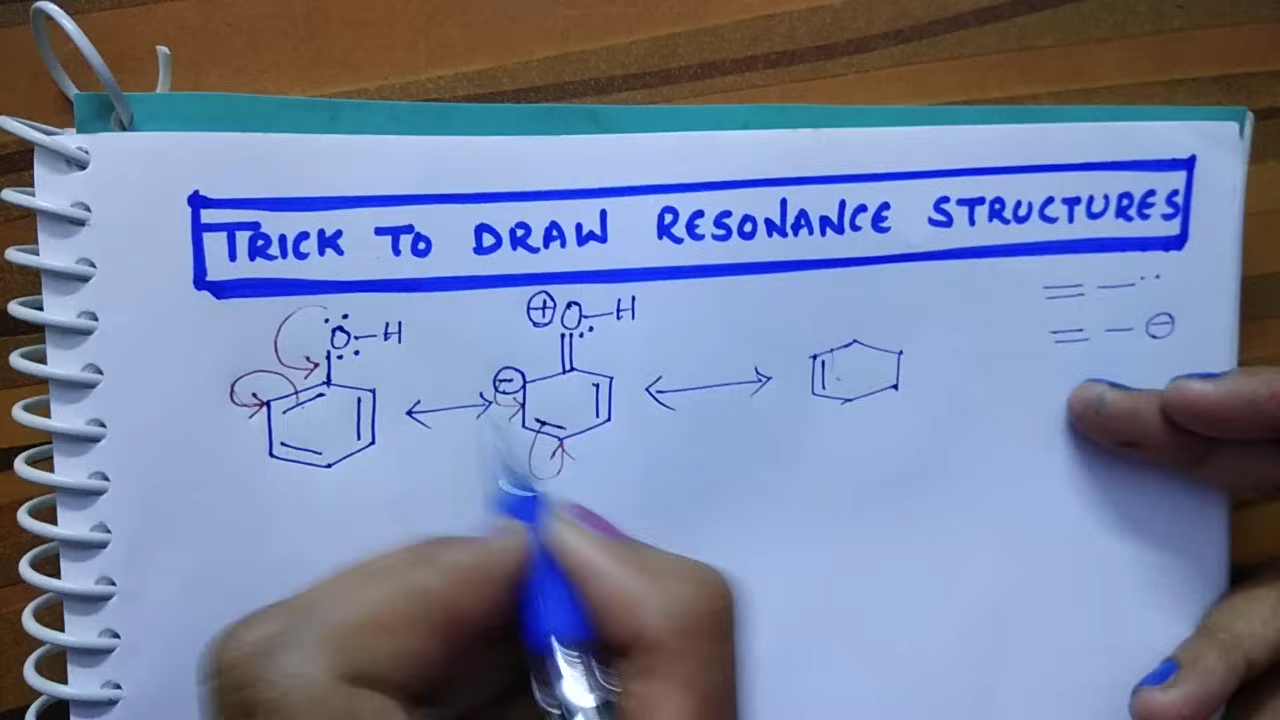 TRICK TO DRAW RESONANCE STRUCTURES
= — ··
= — ⊖
⊕ O — H
O — H
⊖